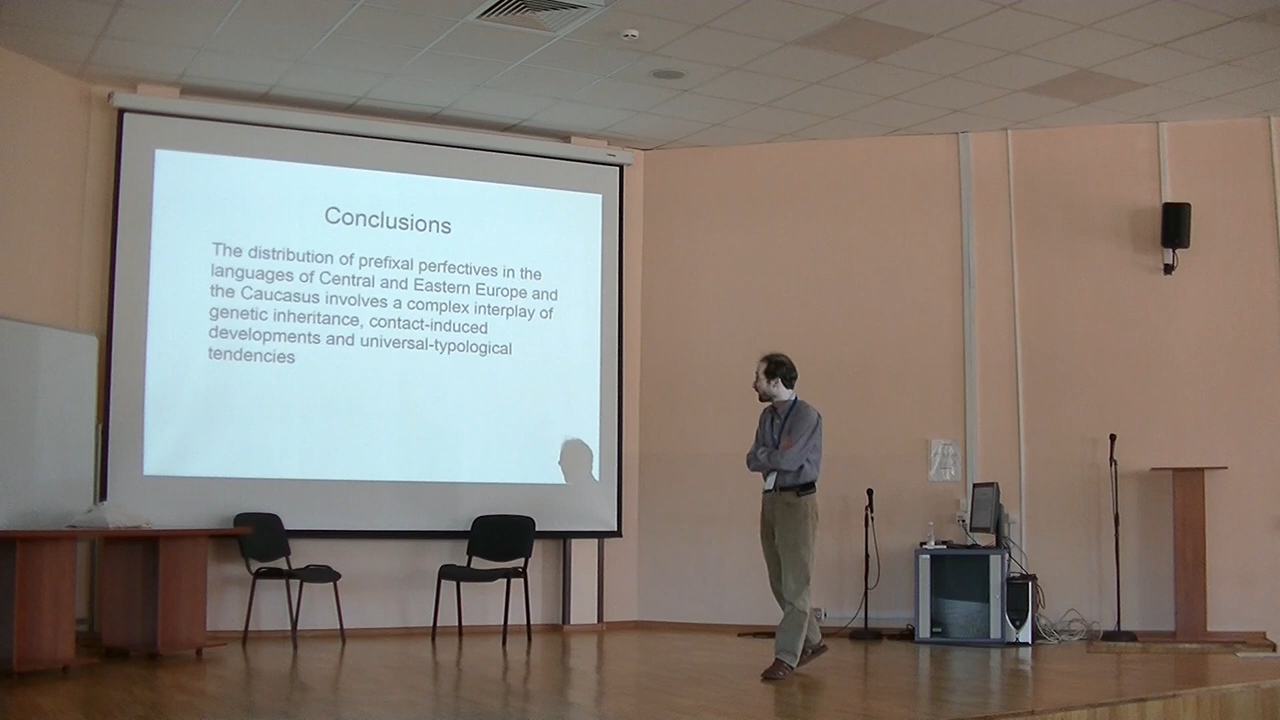 Conclusions
The distribution of prefixal perfectives in the
languages of Central and Eastern Europe and
the Caucasus involves a complex interplay of
genetic inheritance, contact-induced
developments and universal-typological
tendencies